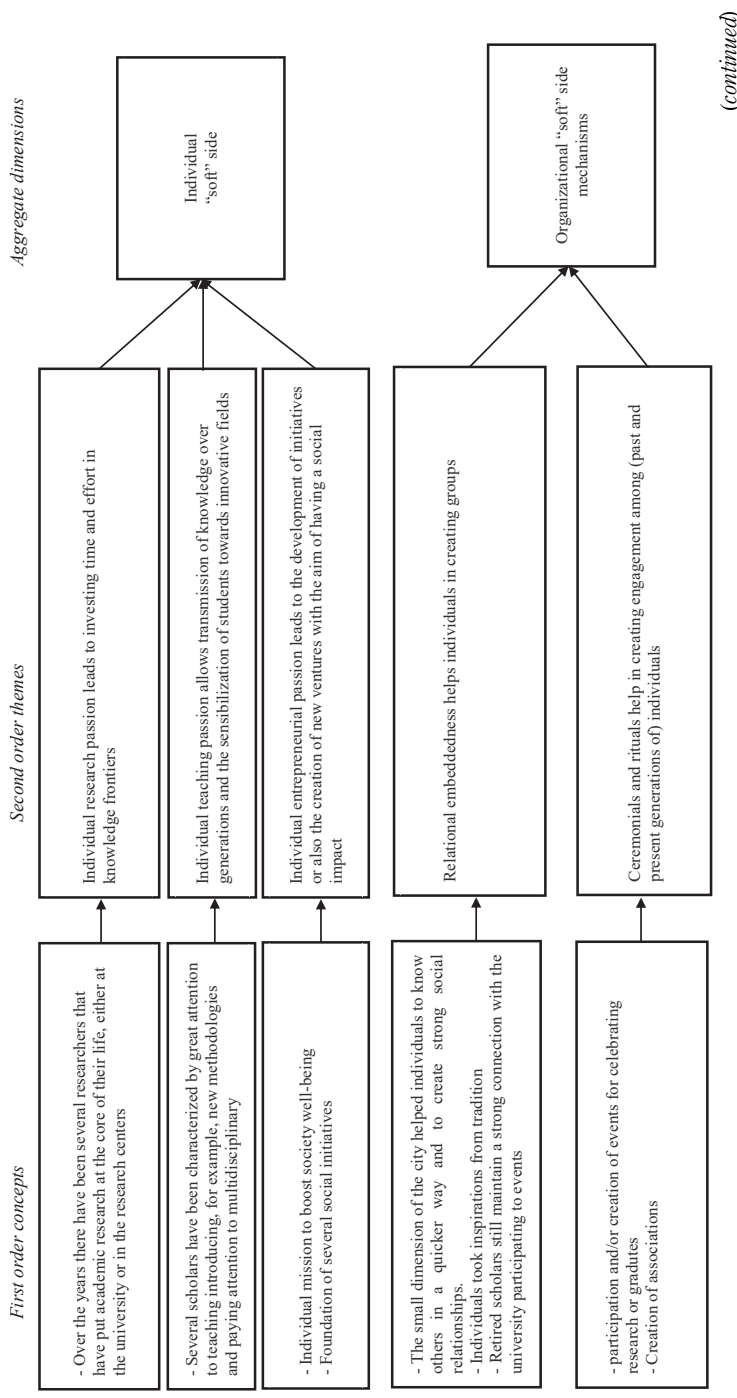 First order concepts
Second order themes
Aggregate dimensions
- Over the years there have been several researchers that
have put academic research at the core of their life, either at
the university or in the research centers
Individual research passion leads to investing time and effort in
knowledge frontiers
- Several scholars have been characterized by great attention
to teaching introducing, for example, new methodologies
and paying attention to multidisciplinary
Individual teaching passion allows transmission of knowledge over
generations and the sensibilization of students towards innovative fields
- Individual mission to boost society well-being
- Foundation of several social initiatives
Individual entrepreneurial passion leads to the development of initiatives
or also the creation of new ventures with the aim of having a social
impact
Individual
“soft” side
- The small dimension of the city helped individuals to know
others in a quicker way and to create strong social
relationships.
- Individuals took inspirations from tradition
- Retired scholars still maintain a strong connection with the
university participating to events
Relational embeddedness helps individuals in creating groups
- participation and/or creation of events for celebrating
research or gradutes
- Creation of associations
Ceremonials and rituals help in creating engagement among (past and
present generations of) individuals
Organizational “soft” side
mechanisms
(continued)